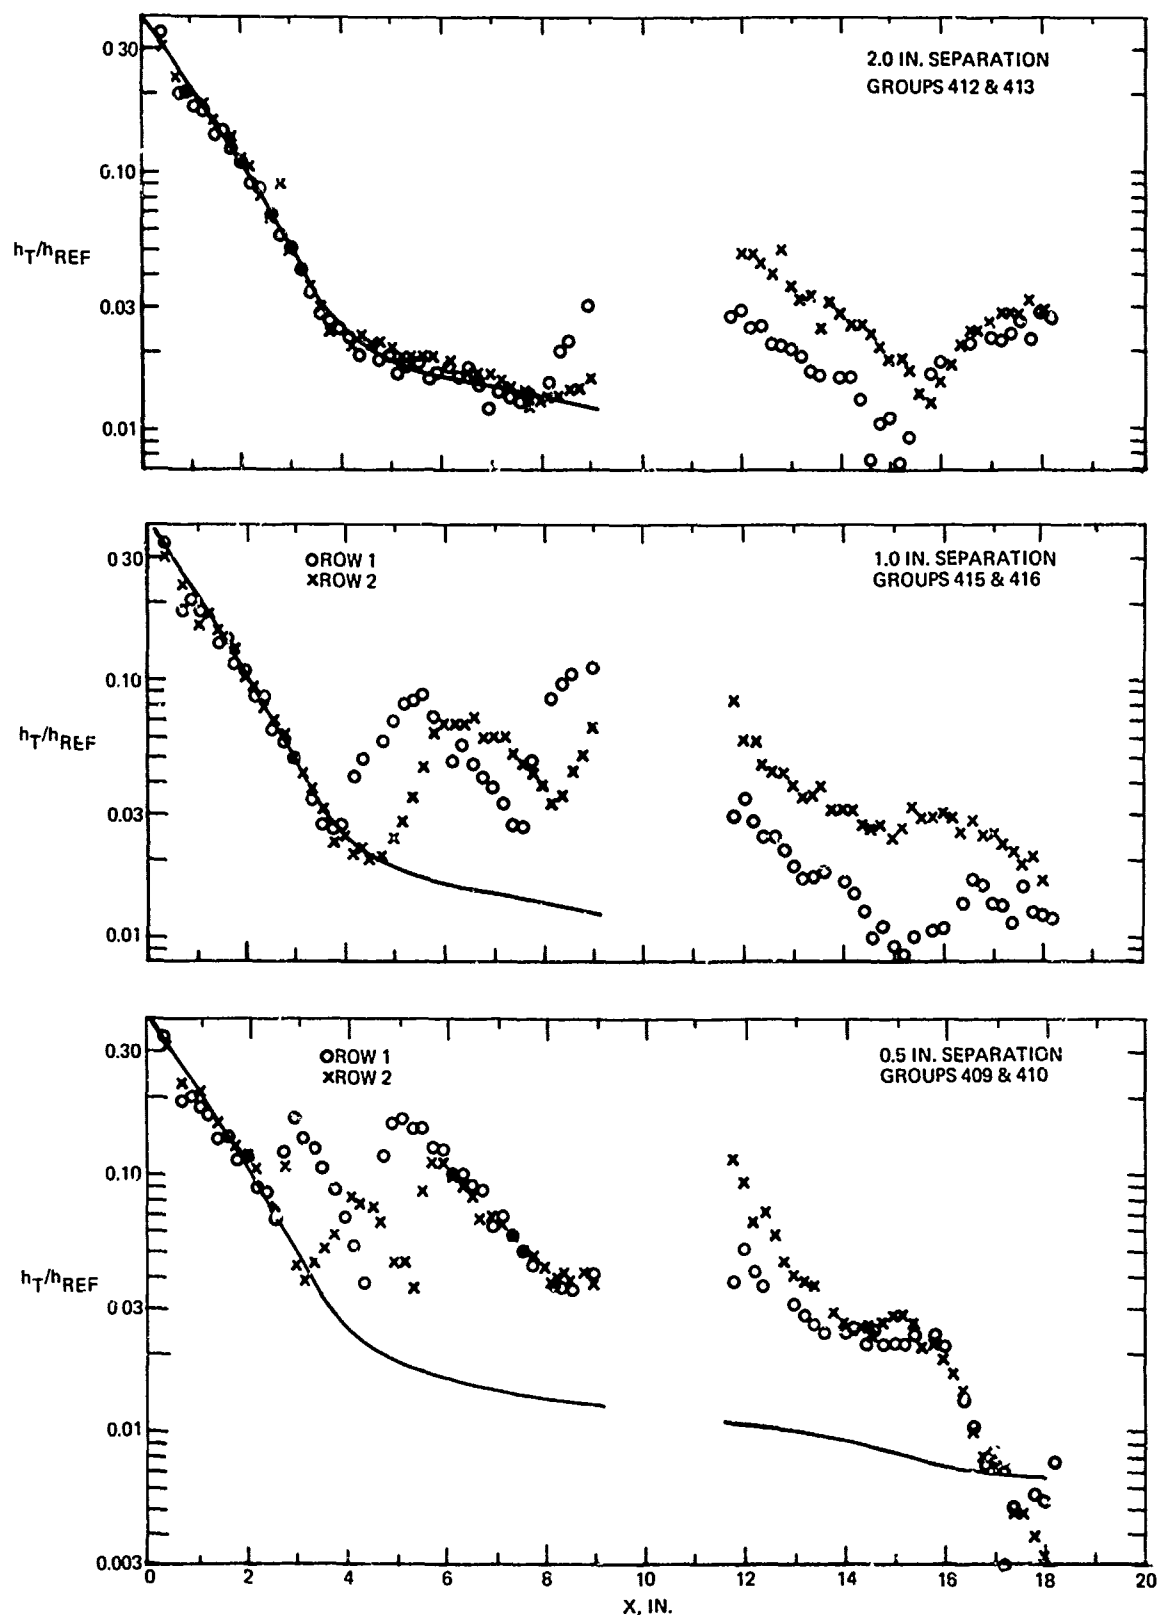 2.0 IN. SEPARATION
GROUPS 412 & 413
0.30
0.10
hT/hREF
0.03
0.01
ROW 1
ROW 2
1.0 IN. SEPARATION
GROUPS 415 & 416
0.30
0.10
hT/hREF
0.03
0.01
ROW 1
ROW 2
0.5 IN. SEPARATION
GROUPS 409 & 410
0.30
0.10
hT/hREF
0.03
0.01
0.003
0 2 4 6 8 10 12 14 16 18 20
X, IN.